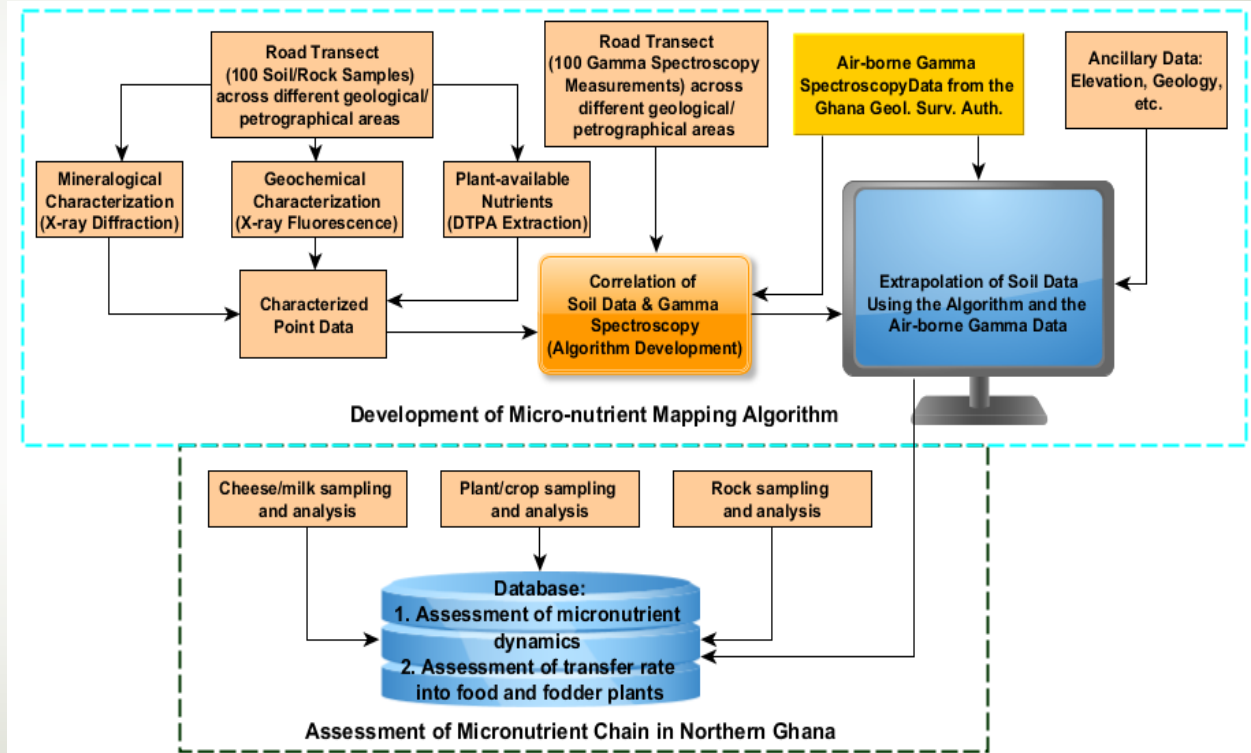 Road Transect
(100 Soil/Rock Samples)
across different geological/
petrographical areas
Road Transect
(100 Gamma Spectroscopy
Measurements) across
different geological/
petrographical areas
Air-borne Gamma
SpectroscopyData from the
Ghana Geol. Surv. Auth.
Ancillary Data:
Elevation, Geology,
etc.
Mineralogical
Characterization
(X-ray Diffraction)
Geochemical
Characterization
(X-ray Fluorescence)
Plant-available
Nutrients
(DTPA Extraction)
Characterized
Point Data
Correlation of
Soil Data & Gamma
Spectroscopy
(Algorithm Development)
Extrapolation of Soil Data
Using the Algorithm and the
Air-borne Gamma Data
Development of Micro-nutrient Mapping Algorithm
Cheese/milk sampling
and analysis
Plant/crop sampling
and analysis
Rock sampling
and analysis
Database:
1. Assessment of micronutrient
dynamics
2. Assessment of transfer rate
into food and fodder plants
Assessment of Micronutrient Chain in Northern Ghana